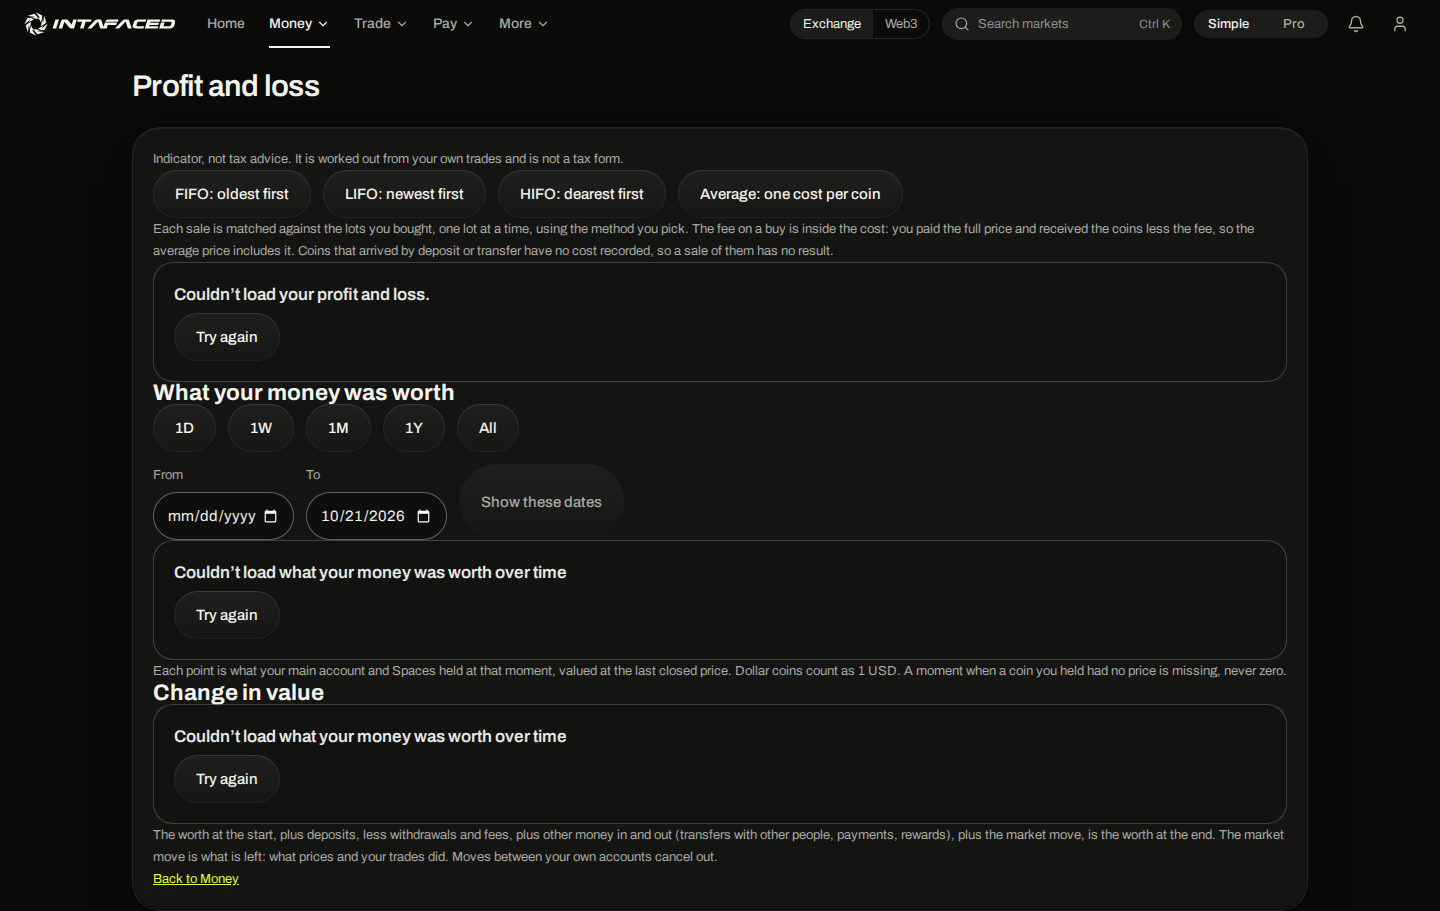 INTAFACED
Home
Money
Trade
Pay
More
Exchange
Web3
Search markets
Ctrl K
Simple
Pro
Profit and loss
Indicator, not tax advice. It is worked out from your own trades and is not a tax form.
FIFO: oldest first
LIFO: newest first
HIFO: dearest first
Average: one cost per coin
Each sale is matched against the lots you bought, one lot at a time, using the method you pick. The fee on a buy is inside the cost: you paid the full price and received the coins less the fee, so the
average price includes it. Coins that arrived by deposit or transfer have no cost recorded, so a sale of them has no result.
Couldn’t load your profit and loss.
Try again
What your money was worth
1D
1W
1M
1Y
All
From
To
mm/dd/yyyy
10/21/2026
Show these dates
Couldn’t load what your money was worth over time
Try again
Each point is what your main account and Spaces held at that moment, valued at the last closed price. Dollar coins count as 1 USD. A moment when a coin you held had no price is missing, never zero.
Change in value
Couldn’t load what your money was worth over time
Try again
The worth at the start, plus deposits, less withdrawals and fees, plus other money in and out (transfers with other people, payments, rewards), plus the market move, is the worth at the end. The market
move is what is left: what prices and your trades did. Moves between your own accounts cancel out.
Back to Money